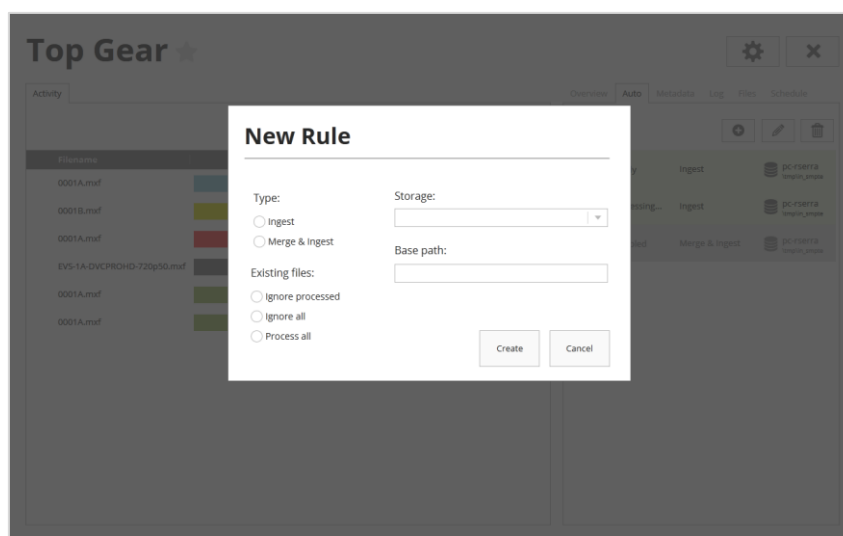 Top Gear
Activity
Overview Auto Metadata Log Files Schedule
New Rule
Filename
0001A.mxf
0001B.mxf
0001A.mxf
EVS-1A-DVCPROHD-720p50.mxf
0001A.mxf
0001A.mxf
Type:
Ingest
Merge & Ingest
Existing files:
Ignore processed
Ignore all
Process all
Storage:
Base path:
Create Cancel
Ingest pc-rserra
Ingest pc-rserra
Merge & Ingest pc-rserra